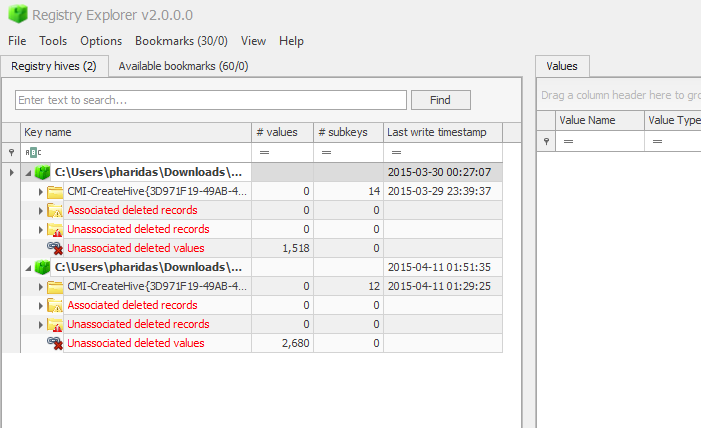 Registry Explorer v2.0.0.0
File Tools Options Bookmarks (30/0) View Help
Registry hives (2) Available bookmarks (60/0) Values
Enter text to search... Find
Drag a column header here to gro
Key name # values # subkeys Last write timestamp Value Name Value Type
ABC = = = = =
C:\Users\pharidas\Downloads\... 2015-03-30 00:27:07
CMI-CreateHive{3D971F19-49AB-4... 0 14 2015-03-29 23:39:37
Associated deleted records 0 0
Unassociated deleted records 0 0
Unassociated deleted values 1,518 0
C:\Users\pharidas\Downloads\... 2015-04-11 01:51:35
CMI-CreateHive{3D971F19-49AB-4... 0 12 2015-04-11 01:29:25
Associated deleted records 0 0
Unassociated deleted records 0 0
Unassociated deleted values 2,680 0